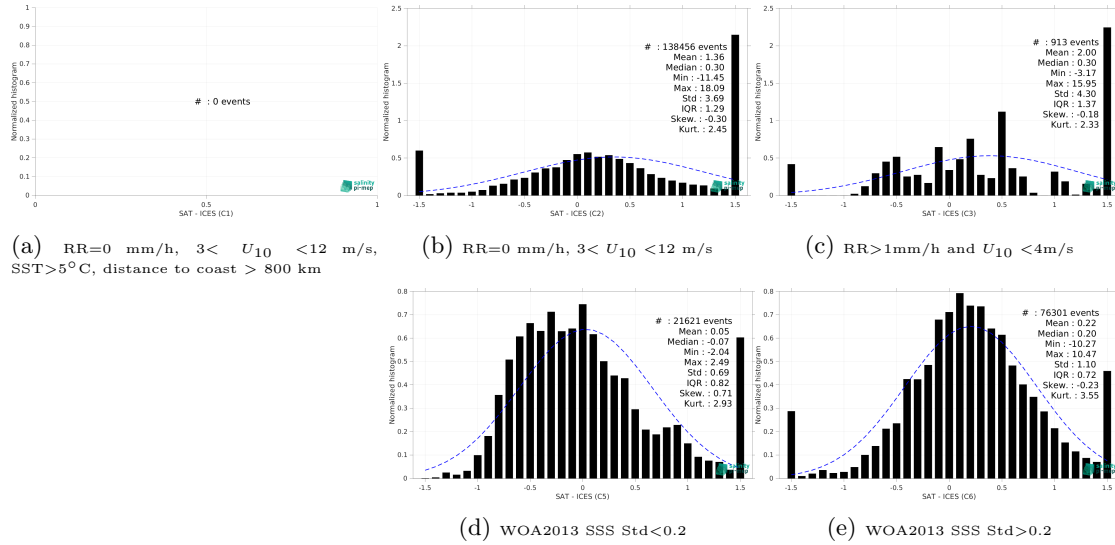 1
0.9
0.8
0.7
0.6
0.5
0.4
0.3
0.2
0.1
0
Normalized histogram
# : 0 events
salinity
pi-mep
0
0.5
1
SAT - ICES (C1)
(a) RR=0 mm/h, 3< U10 <12 m/s,
SST>5°C, distance to coast > 800 km
2.5
2
1.5
1
0.5
0
Normalized histogram
# : 138456 events
Mean : 1.36
Median : 0.30
Min : -11.45
Max : 18.09
Std : 3.69
IQR : 1.29
Skew. : -0.30
Kurt. : 2.45
salinity
pi-mep
-1.5
-1
-0.5
0
0.5
1
1.5
SAT - ICES (C2)
(b) RR=0 mm/h, 3< U10 <12 m/s
2.5
2
1.5
1
0.5
0
Normalized histogram
# : 913 events
Mean : 2.00
Median : 0.30
Min : -3.17
Max : 15.95
Std : 4.30
IQR : 1.37
Skew. : -0.18
Kurt. : 2.33
-1.5
-1
-0.5
0
0.5
1
1.5
SAT - ICES (C3)
(c) RR>1mm/h and U10 <4m/s
0.8
0.7
0.6
0.5
0.4
0.3
0.2
0.1
0
Normalized histogram
# : 21621 events
Mean : 0.05
Median : -0.07
Min : -2.04
Max : 2.49
Std : 0.69
IQR : 0.82
Skew. : 0.71
Kurt. : 2.93
-1.5
-1
-0.5
0
0.5
1
1.5
SAT - ICES (C5)
(d) WOA2013 SSS Std<0.2
0.8
0.7
0.6
0.5
0.4
0.3
0.2
0.1
0
Normalized histogram
# : 76301 events
Mean : 0.22
Median : 0.20
Min : -10.27
Max : 10.47
Std : 1.10
IQR : 0.72
Skew. : -0.23
Kurt. : 3.55
-1.5
-1
-0.5
0
0.5
1
1.5
SAT - ICES (C6)
(e) WOA2013 SSS Std>0.2